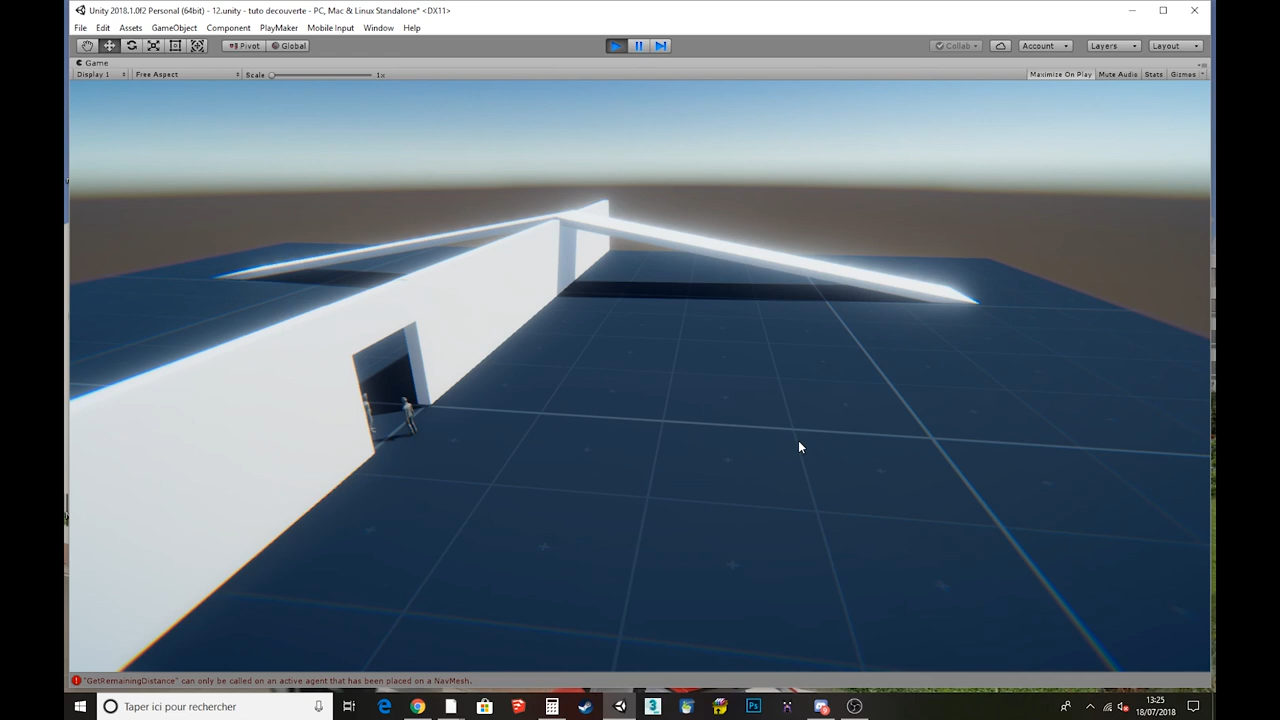 Unity 2018.1.0f2 Personal (64bit) - 12.unity - tuto decouverte - PC, Mac & Linux Standalone* <DX11>
File Edit Assets GameObject Component PlayMaker Mobile Input Window Help
Pivot Global Collab Account Layers Layout
Game
Display 1 Free Aspect Scale 1x Maximize On Play Mute Audio Stats Gizmos
"GetRemainingDistance" can only be called on an active agent that has been placed on a NavMesh.
Taper ici pour rechercher
3
Ps
13:25
18/07/2018